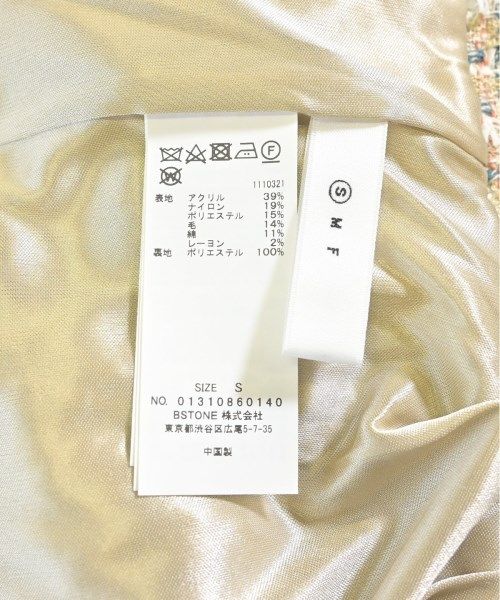 1110321
表地 アクリル 39%
ナイロン 19%
ポリエステル 15%
毛 14%
綿 11%
レーヨン 2%
裏地 ポリエステル 100%
SIZE S
NO. 01310860140
BSTONE 株式会社
東京都渋谷区広尾5-7-35
中国製
S M F